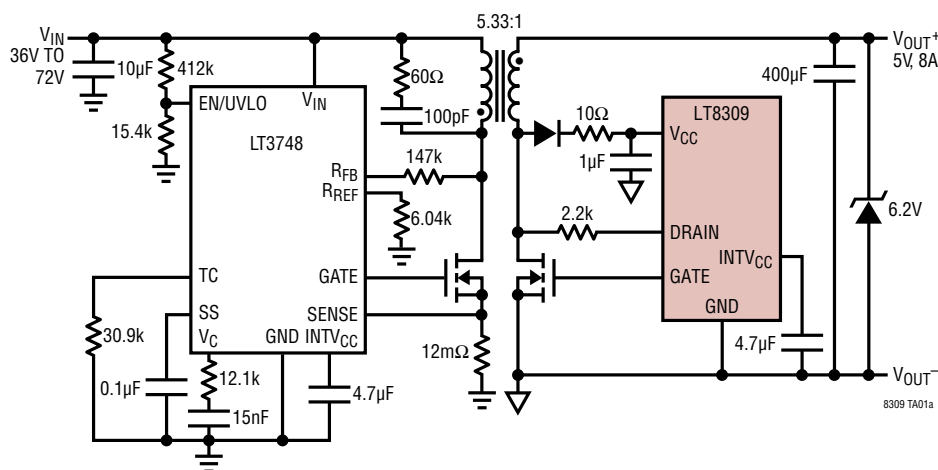 5.33:1
V_IN
36V TO
72V
10µF
412k
15.4k
EN/UVLO
V_IN
LT3748
60Ω
100pF
R_FB
147k
R_REF
6.04k
TC
SS
V_C
GATE
SENSE
GND INTV_CC
30.9k
0.1µF
12.1k
15nF
4.7µF
12mΩ
10Ω
1µF
LT8309
V_CC
2.2k
DRAIN
INTV_CC
GATE
GND
4.7µF
400µF
6.2V
V_OUT+
5V, 8A
V_OUT–
8309 TA01a